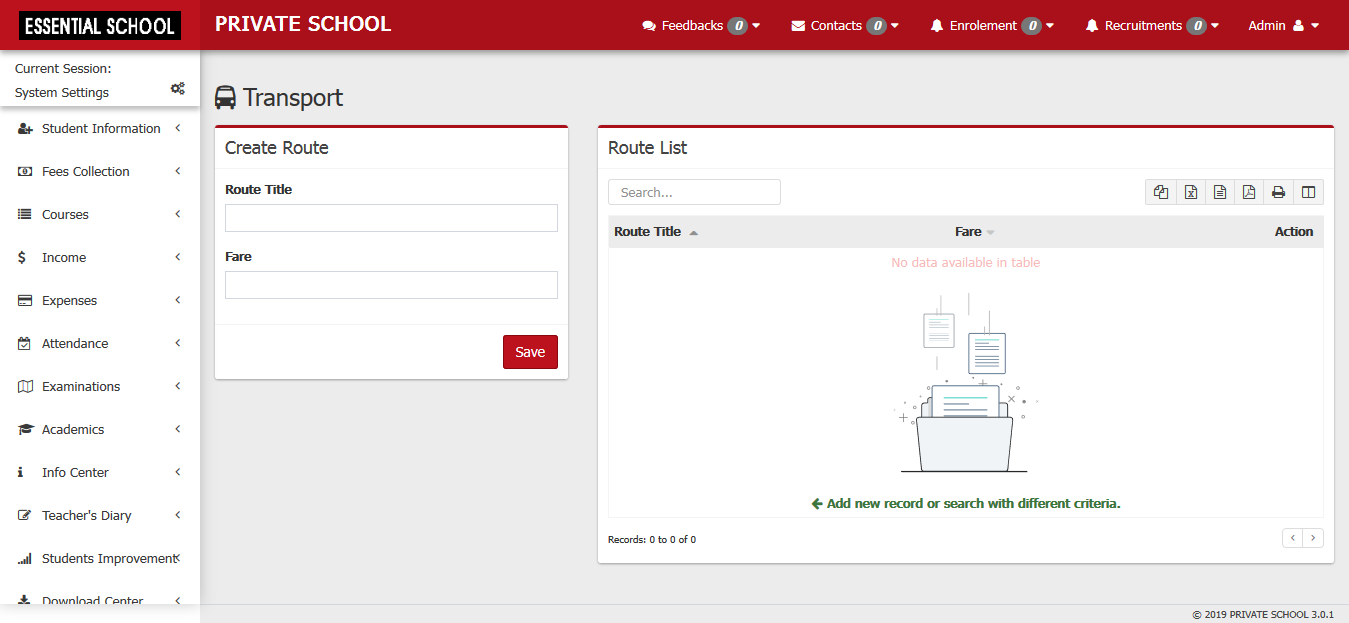 ESSENTIAL SCHOOL
PRIVATE SCHOOL
Feedbacks 0
Contacts 0
Enrolement 0
Recruitments 0
Admin
Current Session:
System Settings
Student Information
Fees Collection
Courses
Income
Expenses
Attendance
Examinations
Academics
Info Center
Teacher's Diary
Students Improvement
Download Center
Transport
Create Route
Route Title
Fare
Save
Route List
Search...
Route Title
Fare
Action
No data available in table
Add new record or search with different criteria.
Records: 0 to 0 of 0
© 2019 PRIVATE SCHOOL 3.0.1